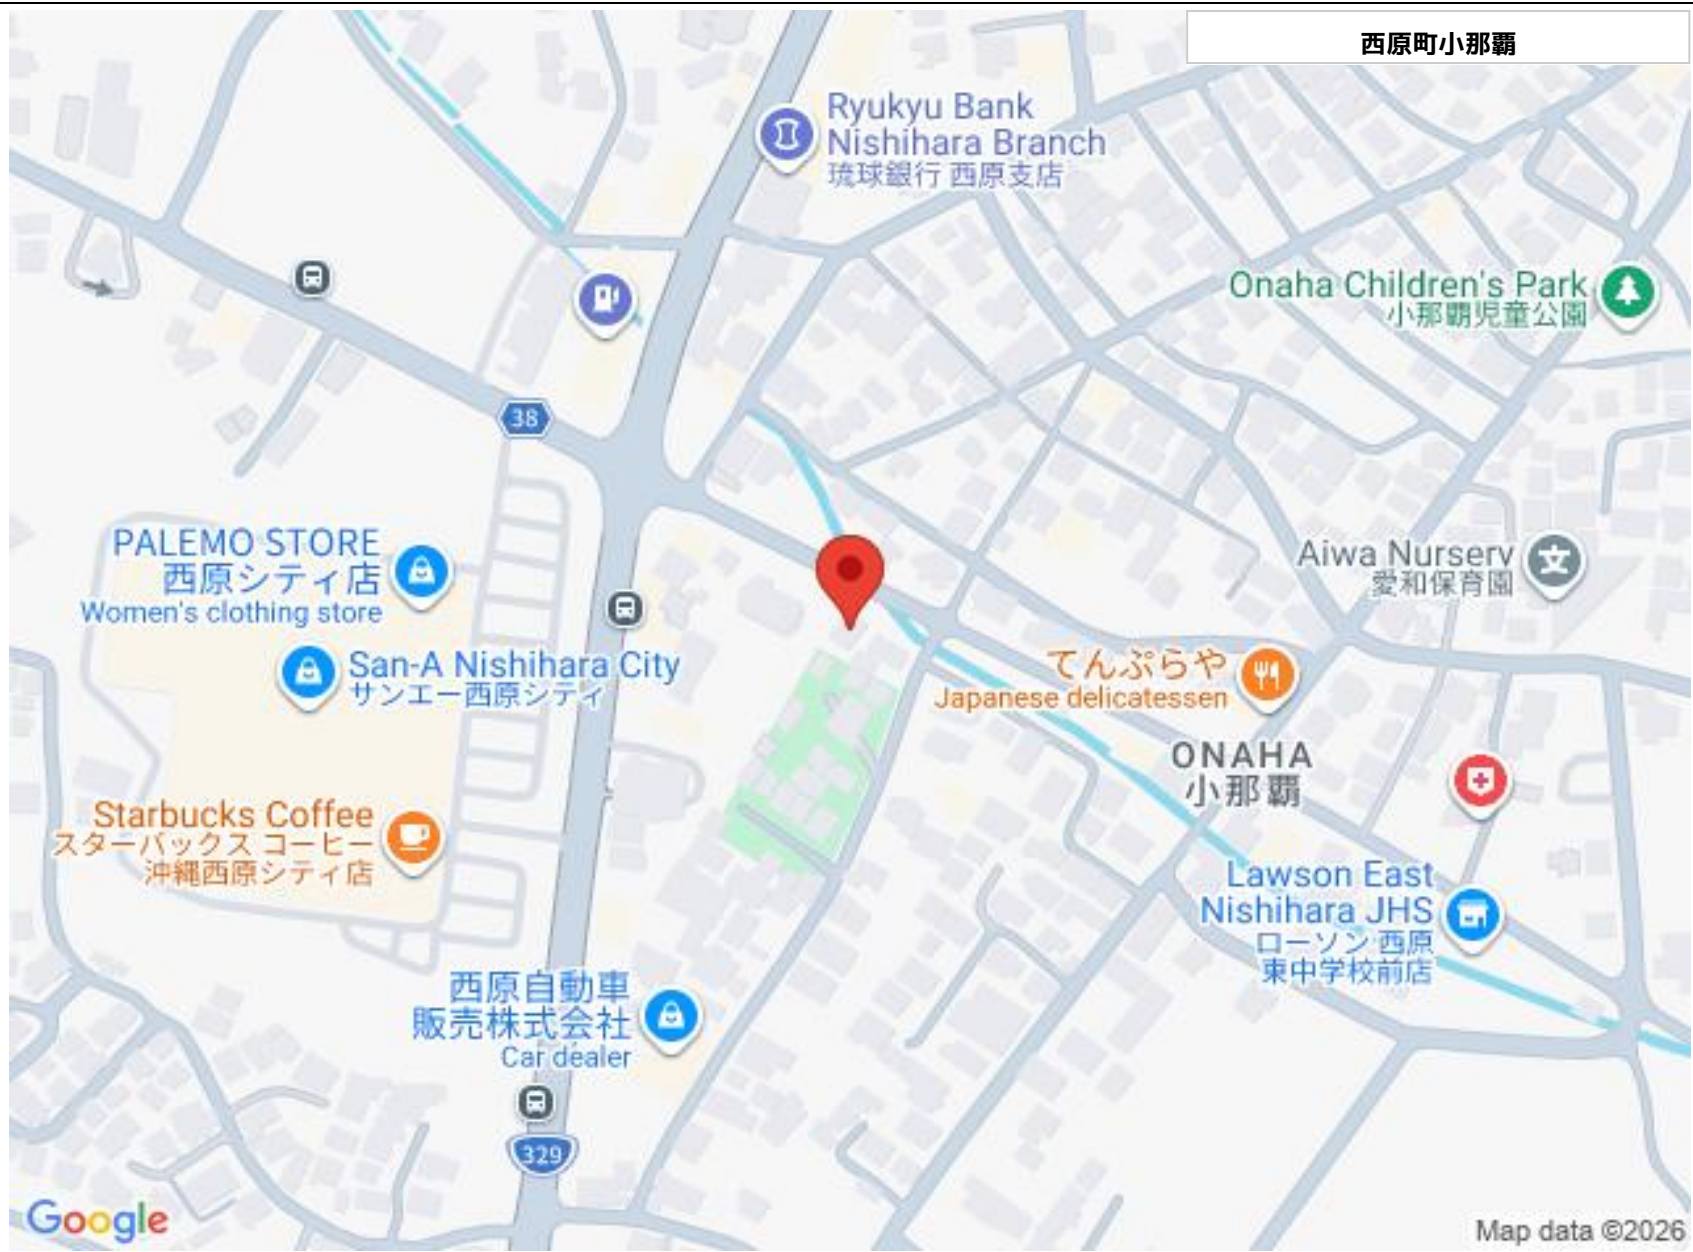 西原町小那覇
Ryukyu Bank
Nishihara Branch
琉球銀行 西原支店
Onaha Children's Park
小那覇児童公園
38
PALEMO STORE
西原シティ店
Women's clothing store
Aiwa Nursery
愛和保育園
San-A Nishihara City
サンエー西原シティ
てんぷらや
Japanese delicatessen
ONAHA
小那覇
Starbucks Coffee
スターバックス コーヒー
沖縄西原シティ店
Lawson East
Nishihara JHS
ローソン 西原
東中学校前店
西原自動車
販売株式会社
Car dealer
329
Google
Map data ©2026